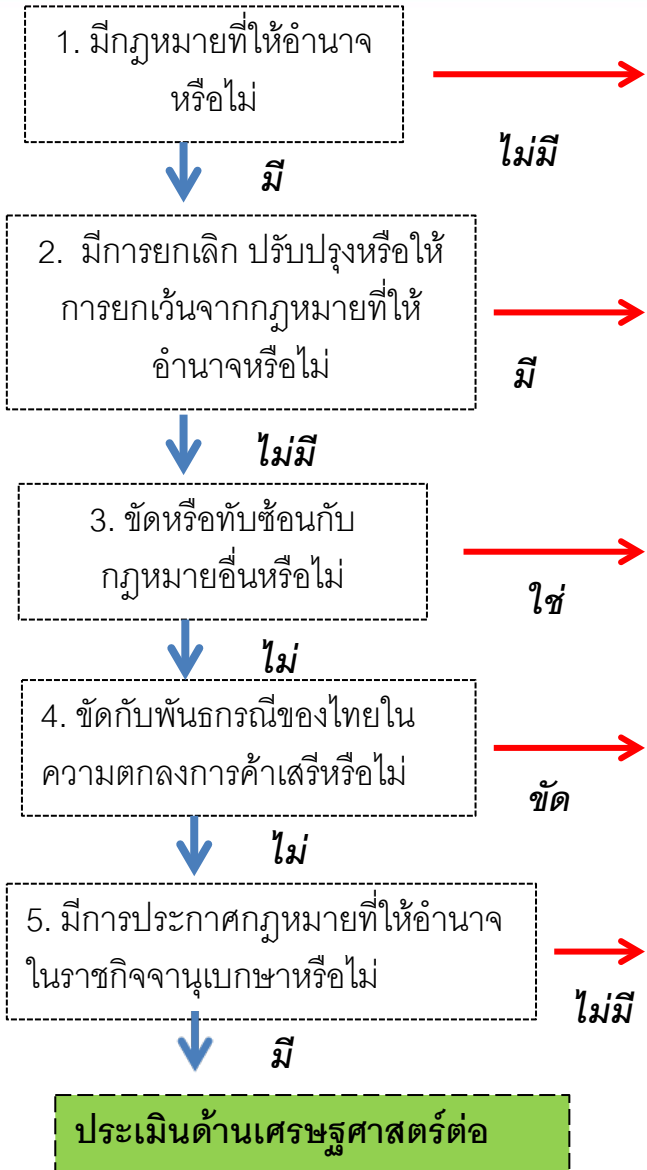 1. มีกฎหมายที่ให้อำนาจ
หรือไม่
ไม่มี
มี
2. มีการยกเลิก ปรับปรุงหรือให้
การยกเว้นจากกฎหมายที่ให้
อำนาจหรือไม่
มี
ไม่มี
3. ขัดหรือทับซ้อนกับ
กฎหมายอื่นหรือไม่
ใช่
ไม่
4. ขัดกับพันธกรณีของไทยใน
ความตกลงการค้าเสรีหรือไม่
ขัด
ไม่
5. มีการประกาศกฎหมายที่ให้อำนาจ
ในราชกิจจานุเบกษาหรือไม่
ไม่มี
มี
ประเมินด้านเศรษฐศาสตร์ต่อ